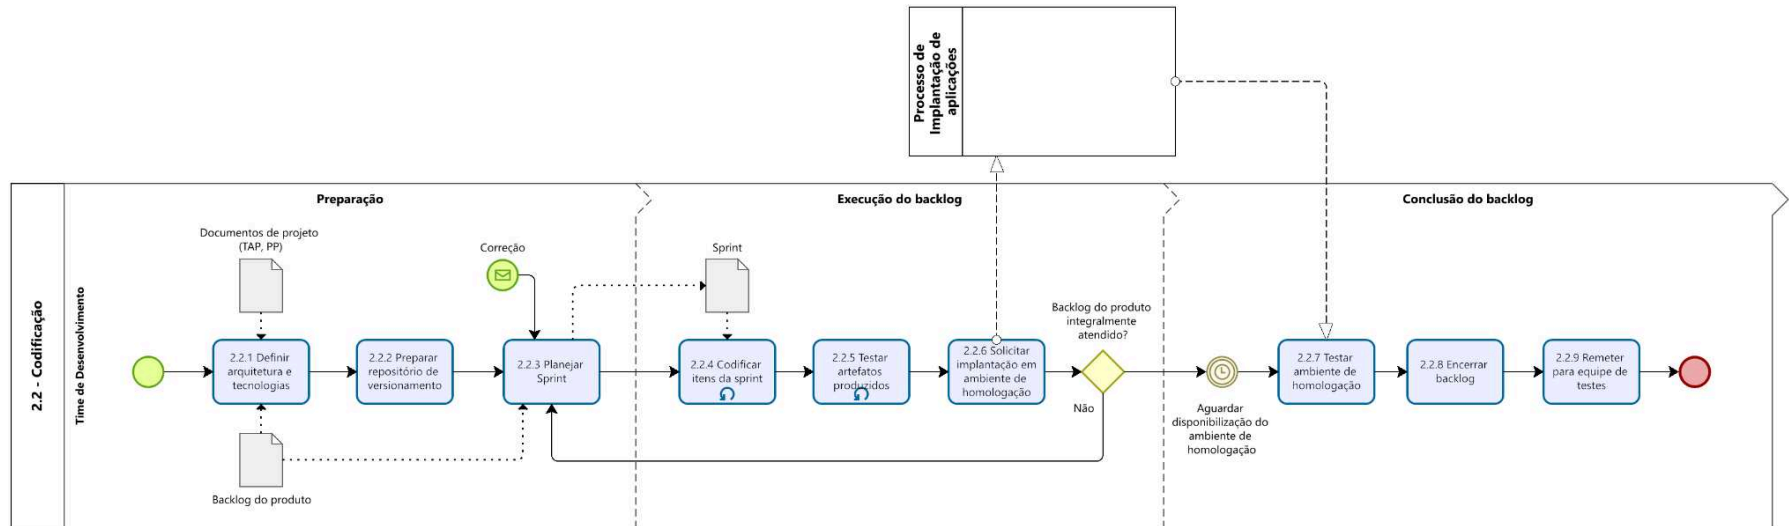 Processo de
Implantação de
aplicações
2.2 - Codificação
Time de Desenvolvimento
Preparação
Execução do backlog
Conclusão do backlog
Documentos de projeto
(TAP, PP)
Correção
Sprint
Backlog do produto
integralmente
atendido?
2.2.1 Definir
arquitetura e
tecnologias
2.2.2 Preparar
repositório de
versionamento
2.2.3 Planejar
Sprint
2.2.4 Codificar
itens da sprint
2.2.5 Testar
artefatos
produzidos
2.2.6 Solicitar
implantação em
ambiente de
homologação
2.2.7 Testar
ambiente de
homologação
2.2.8 Encerrar
backlog
2.2.9 Remeter
para equipe de
testes
Não
Aguardar
disponibilização do
ambiente de
homologação
Backlog do produto